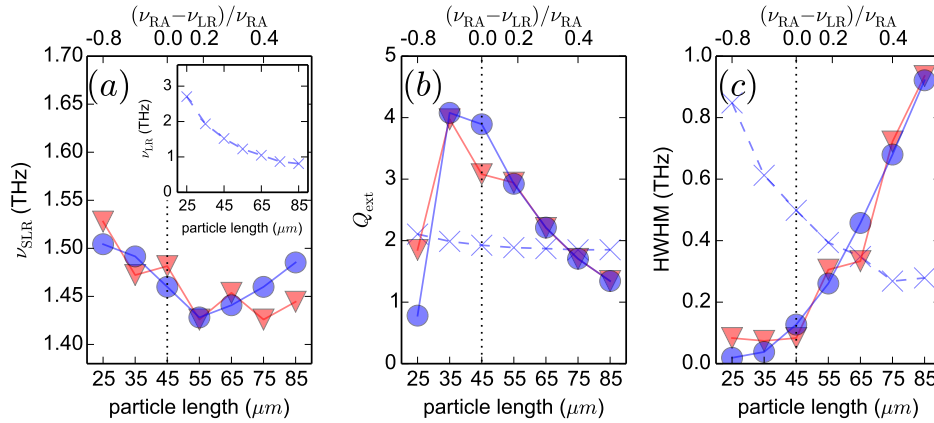 (ν_RA−ν_LR)/ν_RA
-0.8 0.0 0.2 0.4
1.70
1.65
1.60
1.55
1.50
1.45
1.40
ν_SLR (THz)
(a)
3
2
1
0
ν_LR (THz)
25 45 65 85
particle length (μm)
25 35 45 55 65 75 85
particle length (μm)
(ν_RA−ν_LR)/ν_RA
-0.8 0.0 0.2 0.4
5
4
3
2
1
0
Q_ext
(b)
25 35 45 55 65 75 85
particle length (μm)
(ν_RA−ν_LR)/ν_RA
-0.8 0.0 0.2 0.4
1.0
0.8
0.6
0.4
0.2
0.0
HWHM (THz)
(c)
25 35 45 55 65 75 85
particle length (μm)